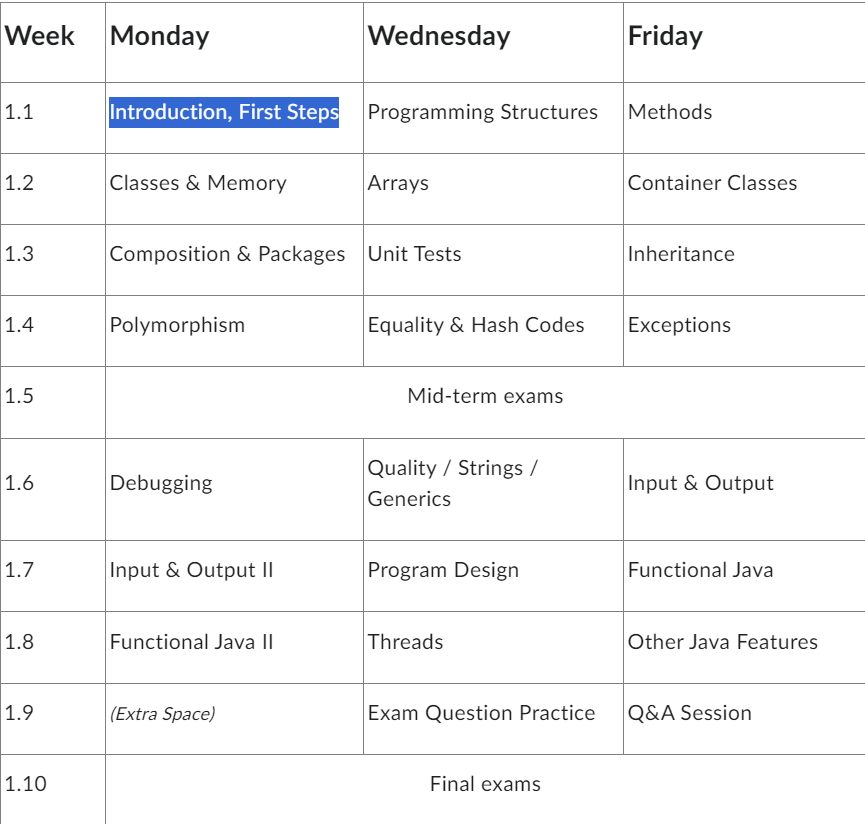 Week Monday Wednesday Friday
1.1 Introduction, First Steps Programming Structures Methods
1.2 Classes & Memory Arrays Container Classes
1.3 Composition & Packages Unit Tests Inheritance
1.4 Polymorphism Equality & Hash Codes Exceptions
1.5 Mid-term exams
1.6 Debugging Quality / Strings /
Generics Input & Output
1.7 Input & Output II Program Design Functional Java
1.8 Functional Java II Threads Other Java Features
1.9 (Extra Space) Exam Question Practice Q&A Session
1.10 Final exams